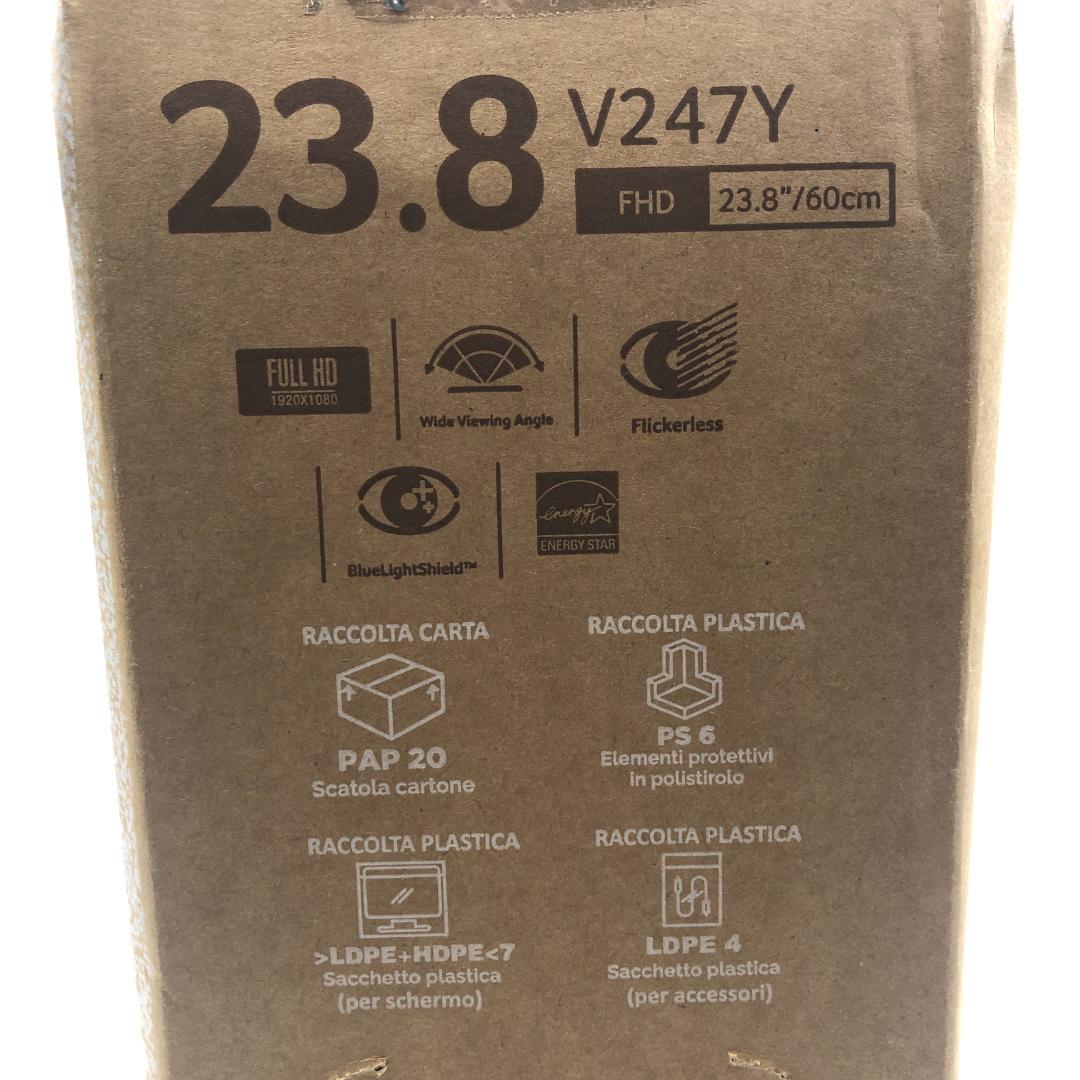 23.8
V247Y
FHD 23.8"/60cm
FULL HD
1920X1080
Wide Viewing Angle
Flickerless
BlueLightShield™
energy
ENERGY STAR
RACCOLTA CARTA
PAP 20
Scatola cartone
RACCOLTA PLASTICA
PS 6
Elementi protettivi
in polistirolo
RACCOLTA PLASTICA
>LDPE+HDPE<7
Sacchetto plastica
(per schermo)
RACCOLTA PLASTICA
LDPE 4
Sacchetto plastica
(per accessori)